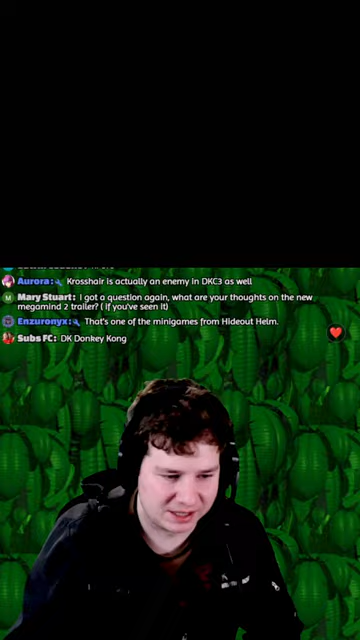 Aurora: Krosshair is actually an enemy in DKC3 as well
M Mary Stuart: I got a question again, what are your thoughts on the new
megamind 2 trailer? ( if you've seen it)
Enzuronyx: That's one of the minigames from Hideout Helm.
Subs FC: DK Donkey Kong